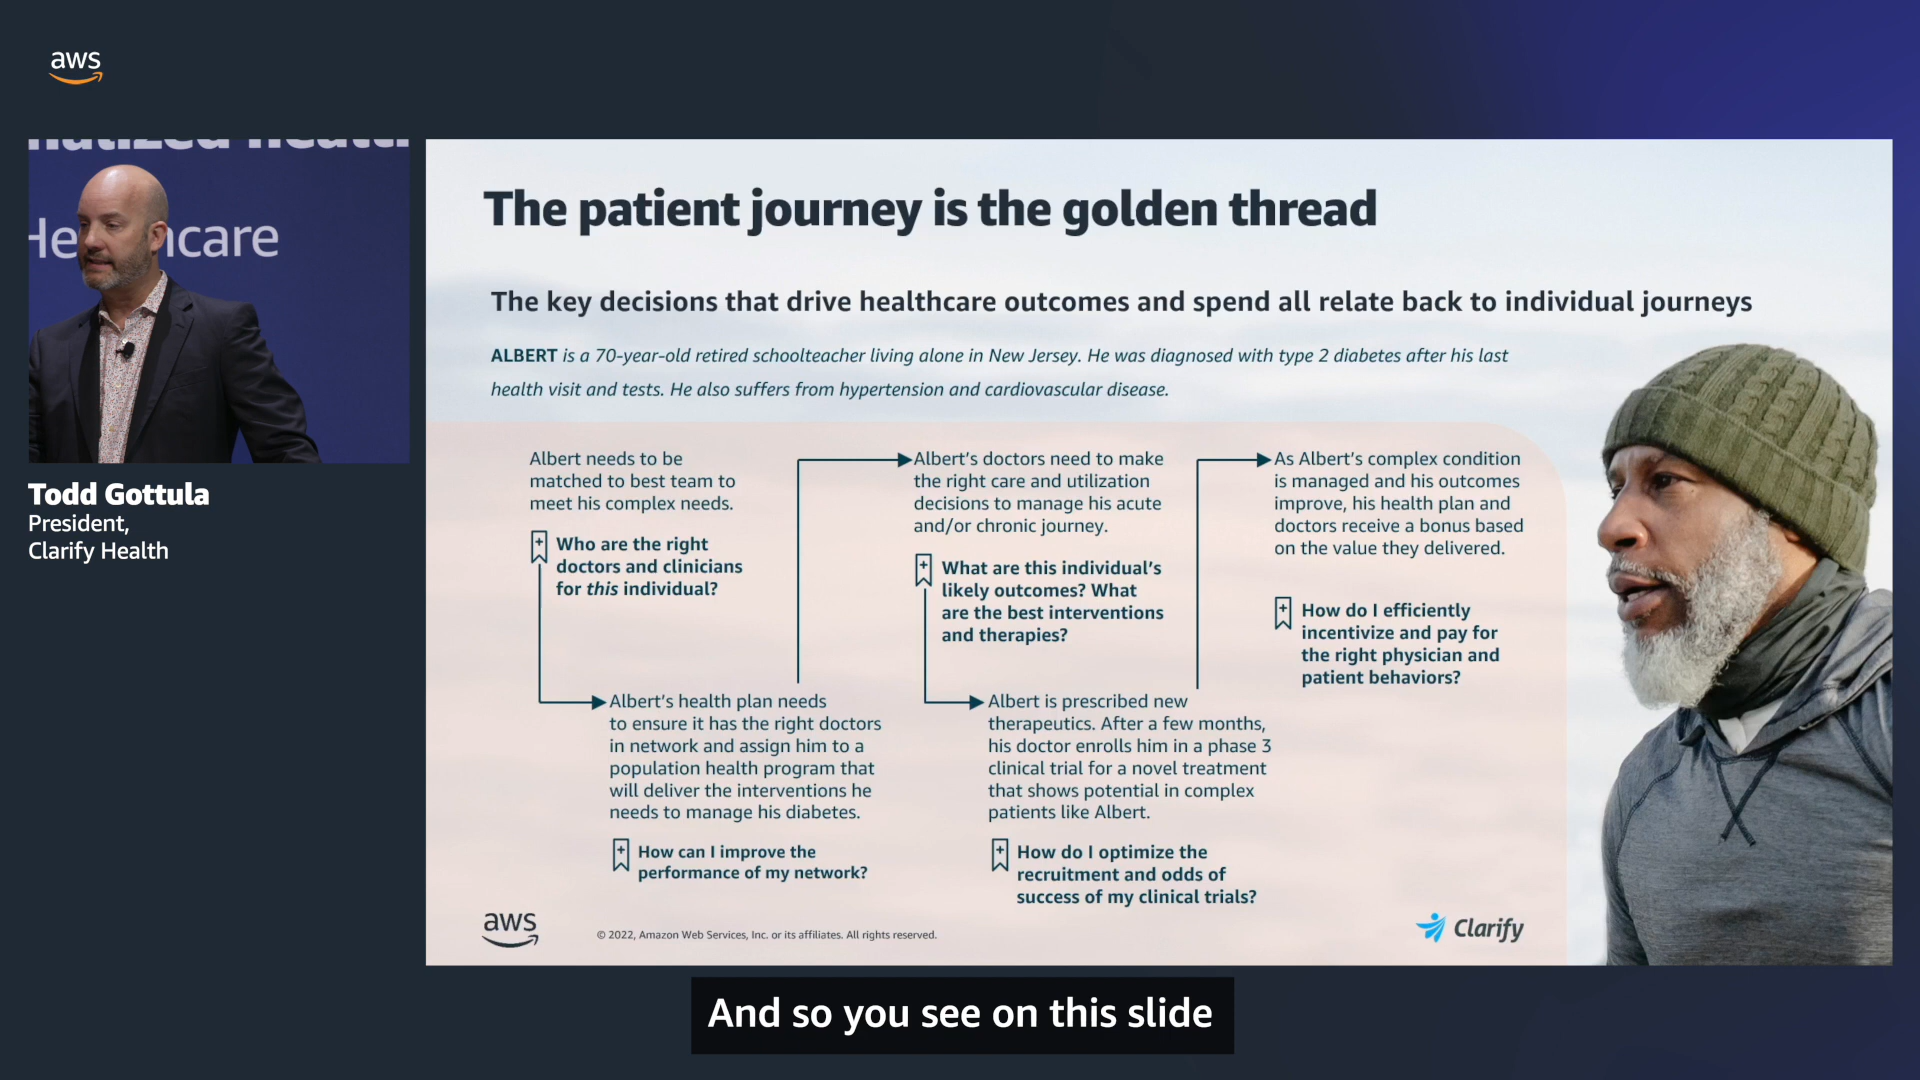 aws
Healthcare
Todd Gottula
President,
Clarify Health
The patient journey is the golden thread
The key decisions that drive healthcare outcomes and spend all relate back to individual journeys
ALBERT is a 70-year-old retired schoolteacher living alone in New Jersey. He was diagnosed with type 2 diabetes after his last
health visit and tests. He also suffers from hypertension and cardiovascular disease.
Albert needs to be
matched to best team to
meet his complex needs.
Who are the right
doctors and clinicians
for this individual?
Albert's health plan needs
to ensure it has the right doctors
in network and assign him to a
population health program that
will deliver the interventions he
needs to manage his diabetes.
How can I improve the
performance of my network?
Albert's doctors need to make
the right care and utilization
decisions to manage his acute
and/or chronic journey.
What are this individual's
likely outcomes? What
are the best interventions
and therapies?
Albert is prescribed new
therapeutics. After a few months,
his doctor enrolls him in a phase 3
clinical trial for a novel treatment
that shows potential in complex
patients like Albert.
How do I optimize the
recruitment and odds of
success of my clinical trials?
As Albert's complex condition
is managed and his outcomes
improve, his health plan and
doctors receive a bonus based
on the value they delivered.
How do I efficiently
incentivize and pay for
the right physician and
patient behaviors?
aws
© 2022, Amazon Web Services, Inc. or its affiliates. All rights reserved.
Clarify
And so you see on this slide